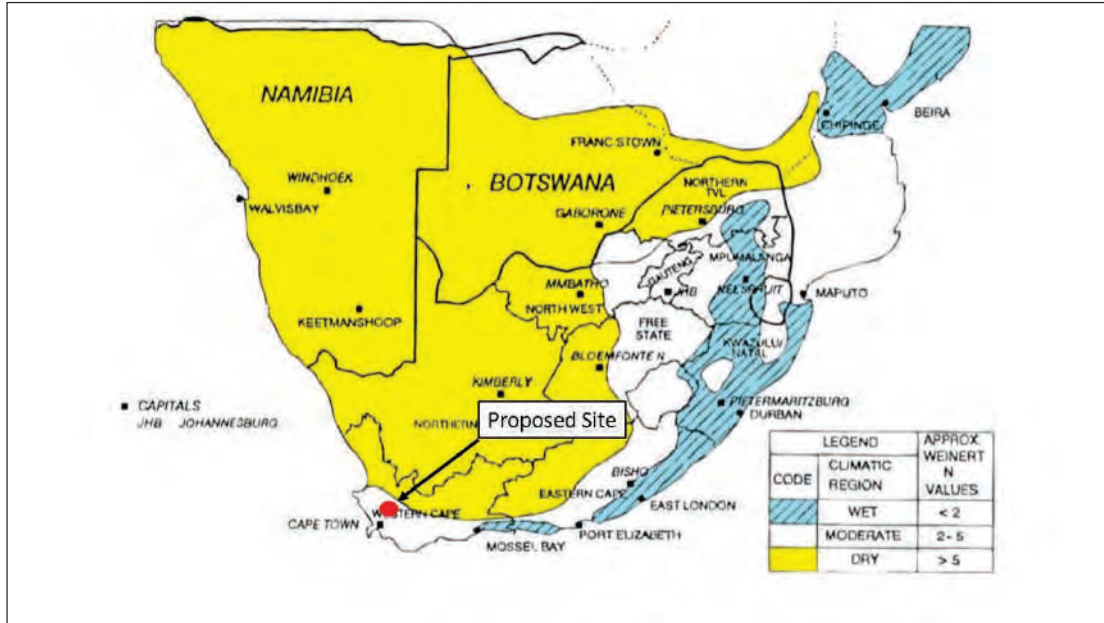 NAMIBIA
BEIRA
CHIPINGE
FRANC STOWN
WINDHOEK
BOTSWANA
NORTHERN
TVL
WALVISBAY
GABORONE
PIETERSBURG
MPUMALANGA
GAUTENG
MMBATHO
JHB
NELSPRUIT
MAPUTO
KEETMANSHOOP
NORTH WEST
FREE
STATE
KWAZULU/
NATAL
BLOEMFONTE N
KIMBERLY
PIETERMARITZBURG
DURBAN
CAPITALS
JHB JOHANNESBURG
NORTHERN
Proposed Site
BISHO
EASTERN CAPE
EAST LONDON
WESTERN CAPE
CAPE TOWN
MOSSEL BAY
PORT ELIZABETH
LEGEND
APPROX.
WEINERT
N
VALUES
CODE
CLIMATIC
REGION
WET
< 2
MODERATE
2 - 5
DRY
> 5